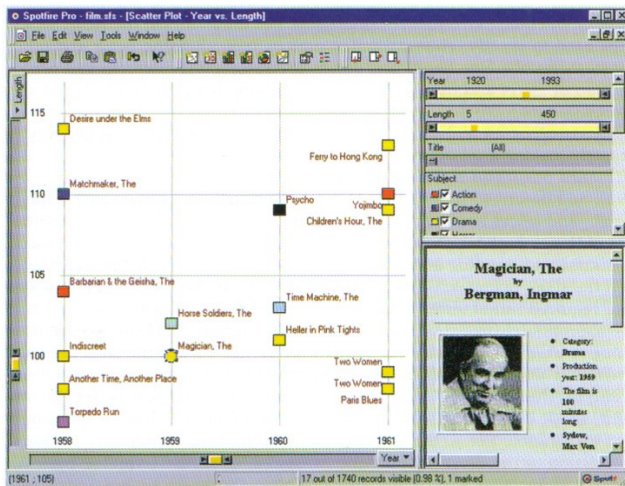 Spotfire Pro - film.sfs - [Scatter Plot - Year vs. Length]
File Edit View Tools Window Help
Length
115
110
105
100
Desire under the Elms
Ferry to Hong Kong
Matchmaker, The
Psycho
Yojimbo
Children's Hour, The
Barbarian & the Geisha, The
Horse Soldiers, The
Time Machine, The
Indiscreet
Magician, The
Heller in Pink Tights
Another Time, Another Place
Two Women
Two Women
Paris Blues
Torpedo Run
1958 1959 1960 1961
Year
Year 1920 1993
Length 5 450
Title (All)
Subject
Action
Comedy
Drama
Magician, The
by
Bergman, Ingmar
Category:
Drama
Production
year: 1959
The film is
100
minutes
long
Sydow,
Max Von
(1961 ; 105)
17 out of 1740 records visible (0.98 %), 1 marked